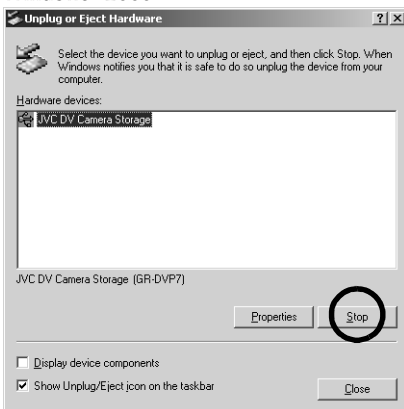 Unplug or Eject Hardware
Select the device you want to unplug or eject, and then click Stop. When
Windows notifies you that it is safe to do so unplug the device from your
computer.
Hardware devices:
JVC DV Camera Storage
JVC DV Camera Storage (GR-DVP7)
Properties
Stop
Display device components
Show Unplug/Eject icon on the taskbar
Close